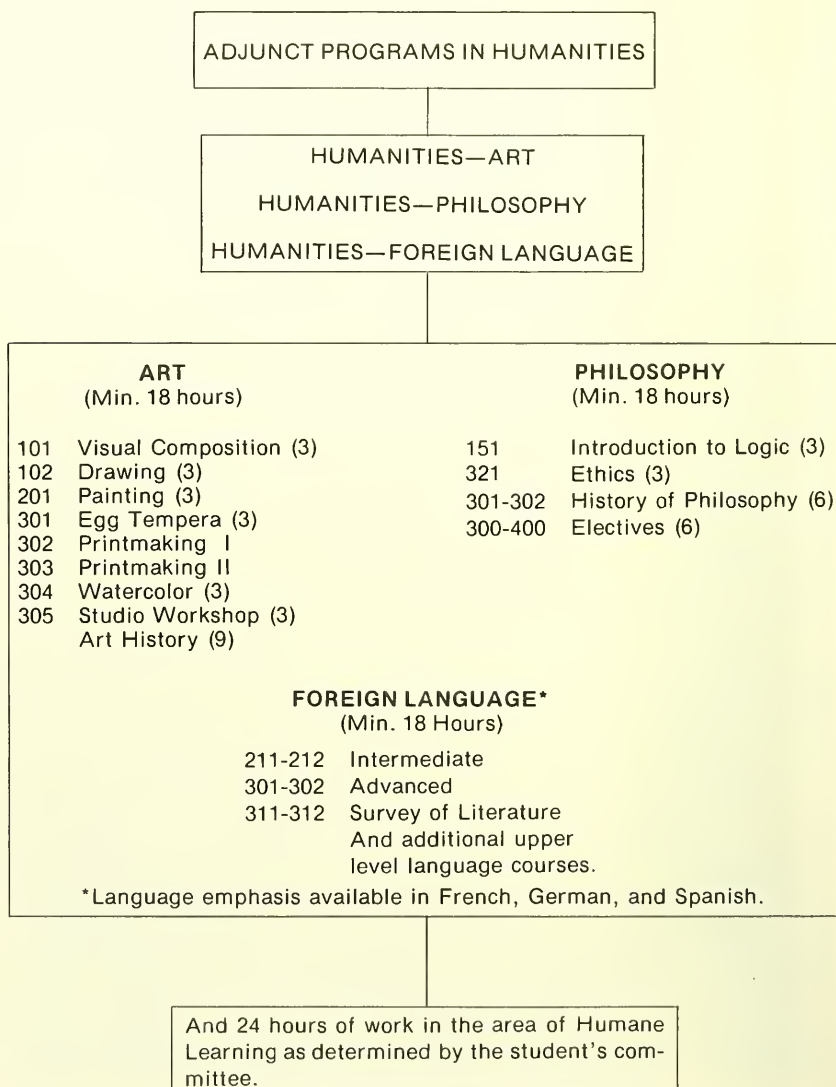 ADJUNCT PROGRAMS IN HUMANITIES
HUMANITIES—ART
HUMANITIES—PHILOSOPHY
HUMANITIES—FOREIGN LANGUAGE
ART
(Min. 18 hours)
101 Visual Composition (3)
102 Drawing (3)
201 Painting (3)
301 Egg Tempera (3)
302 Printmaking I
303 Printmaking II
304 Watercolor (3)
305 Studio Workshop (3)
Art History (9)
PHILOSOPHY
(Min. 18 hours)
151 Introduction to Logic (3)
321 Ethics (3)
301-302 History of Philosophy (6)
300-400 Electives (6)
FOREIGN LANGUAGE*
(Min. 18 Hours)
211-212 Intermediate
301-302 Advanced
311-312 Survey of Literature
And additional upper
level language courses.
*Language emphasis available in French, German, and Spanish.
And 24 hours of work in the area of Humane
Learning as determined by the student's com-
mittee.